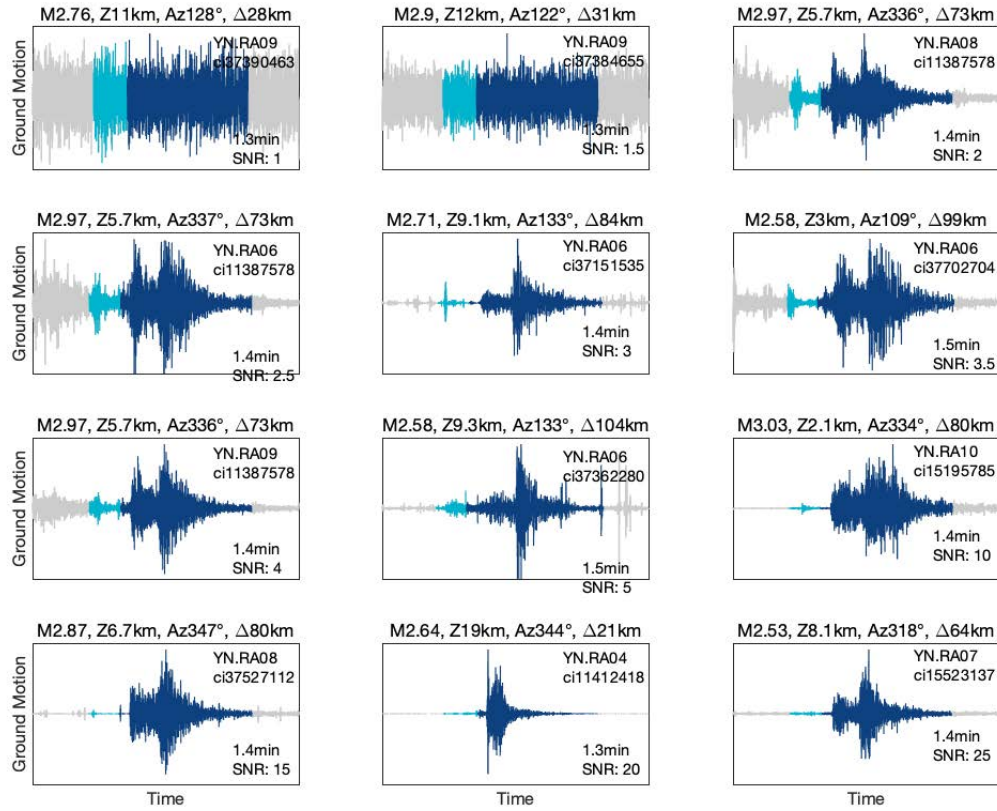 M2.76, Z11km, Az128°, Δ28km
YN.RA09
ci37390463
1.3min
SNR: 1
Ground Motion
M2.9, Z12km, Az122°, Δ31km
YN.RA09
ci37384655
1.3min
SNR: 1.5
M2.97, Z5.7km, Az336°, Δ73km
YN.RA08
ci11387578
1.4min
SNR: 2
M2.97, Z5.7km, Az337°, Δ73km
YN.RA06
ci11387578
1.4min
SNR: 2.5
Ground Motion
M2.71, Z9.1km, Az133°, Δ84km
YN.RA06
ci37151535
1.4min
SNR: 3
M2.58, Z3km, Az109°, Δ99km
YN.RA06
ci37702704
1.5min
SNR: 3.5
M2.97, Z5.7km, Az336°, Δ73km
YN.RA09
ci11387578
1.4min
SNR: 4
Ground Motion
M2.58, Z9.3km, Az133°, Δ104km
YN.RA06
ci37362280
1.5min
SNR: 5
M3.03, Z2.1km, Az334°, Δ80km
YN.RA10
ci15195785
1.4min
SNR: 10
M2.87, Z6.7km, Az347°, Δ80km
YN.RA08
ci37527112
1.4min
SNR: 15
Ground Motion
Time
M2.64, Z19km, Az344°, Δ21km
YN.RA04
ci11412418
1.3min
SNR: 20
Time
M2.53, Z8.1km, Az318°, Δ64km
YN.RA07
ci15523137
1.4min
SNR: 25
Time